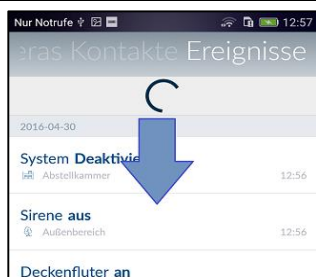 Nur Notrufe 12:57
eras Kontakte Ereignisse
2016-04-30
System
Abstellkammer 12:56
Sirene aus
Außenbereich 12:56
Deckenfluter an